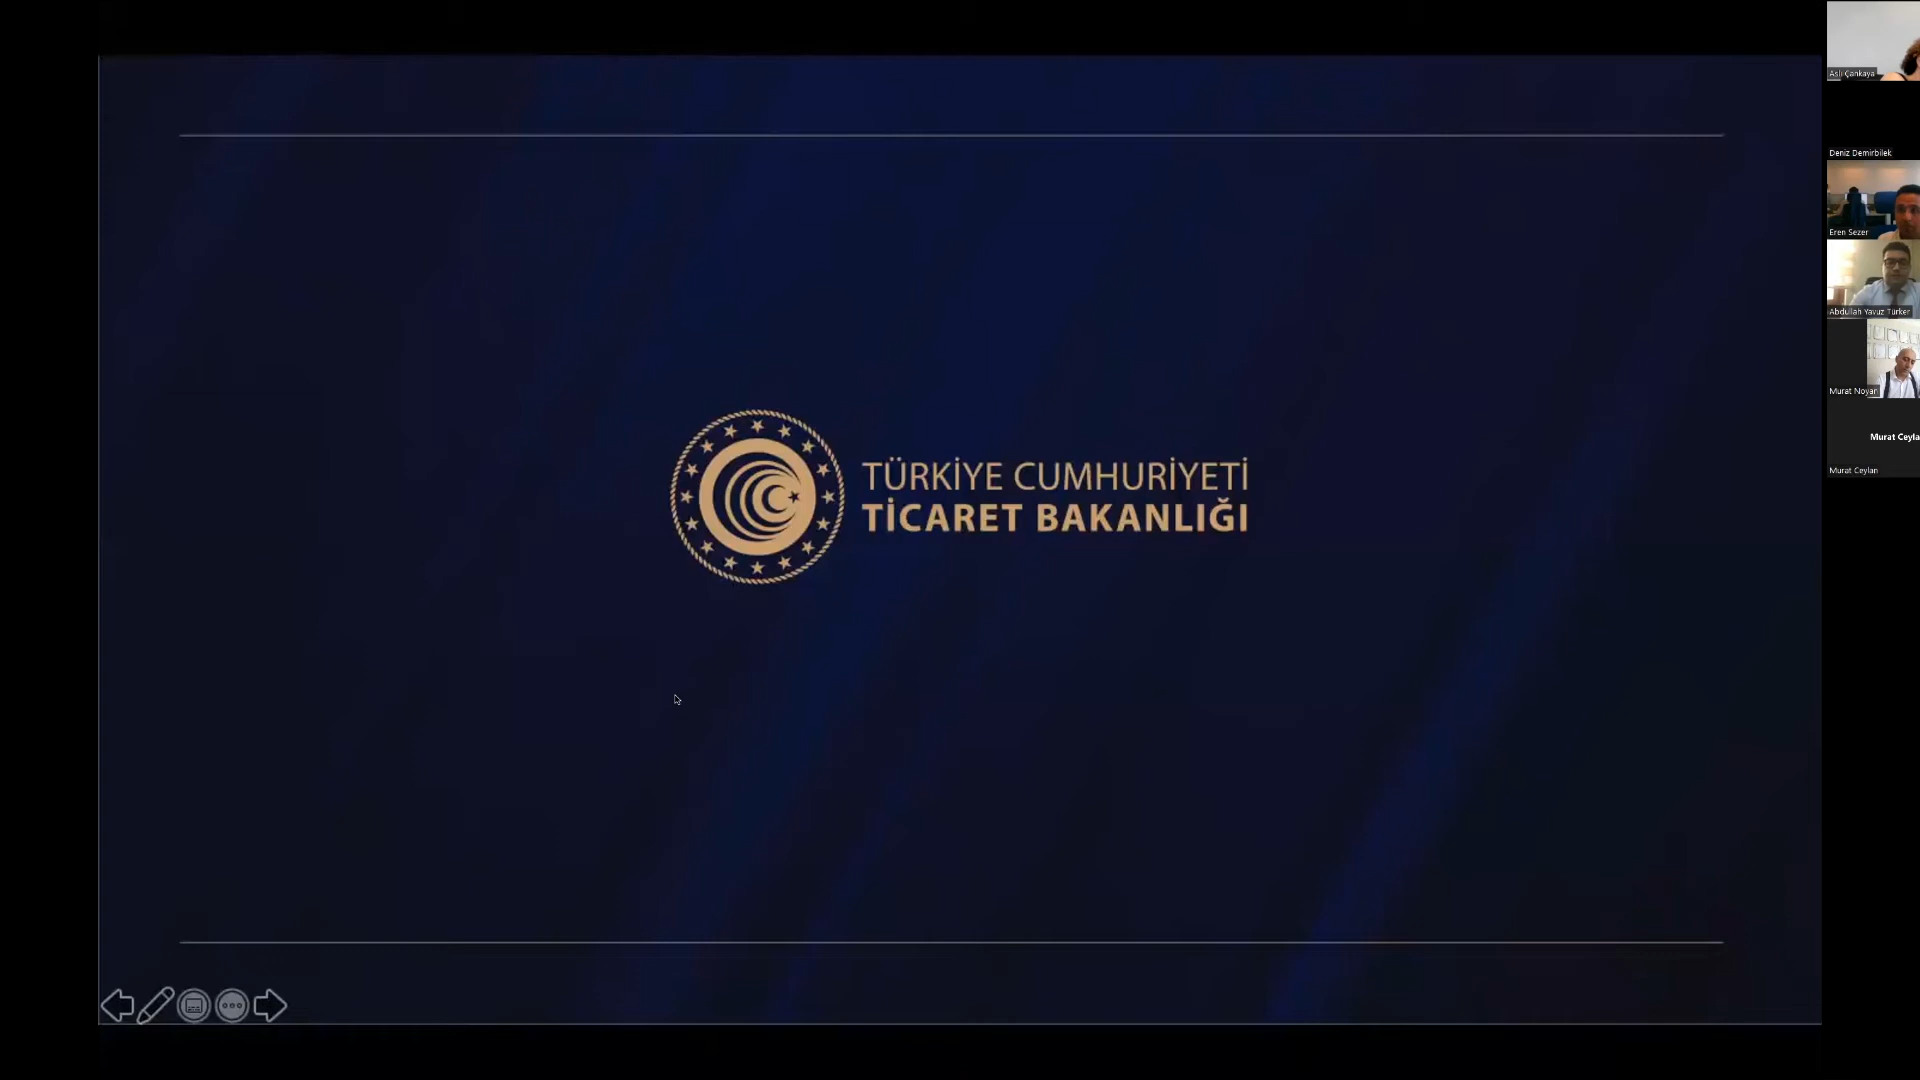 TÜRKİYE CUMHURİYETİ
TİCARET BAKANLIĞI
Aslı Çankaya
Deniz Demirbilek
Eren Sezer
Abdullah Yavuz Türker
Murat Noyan
Murat Ceyla
Murat Ceylan